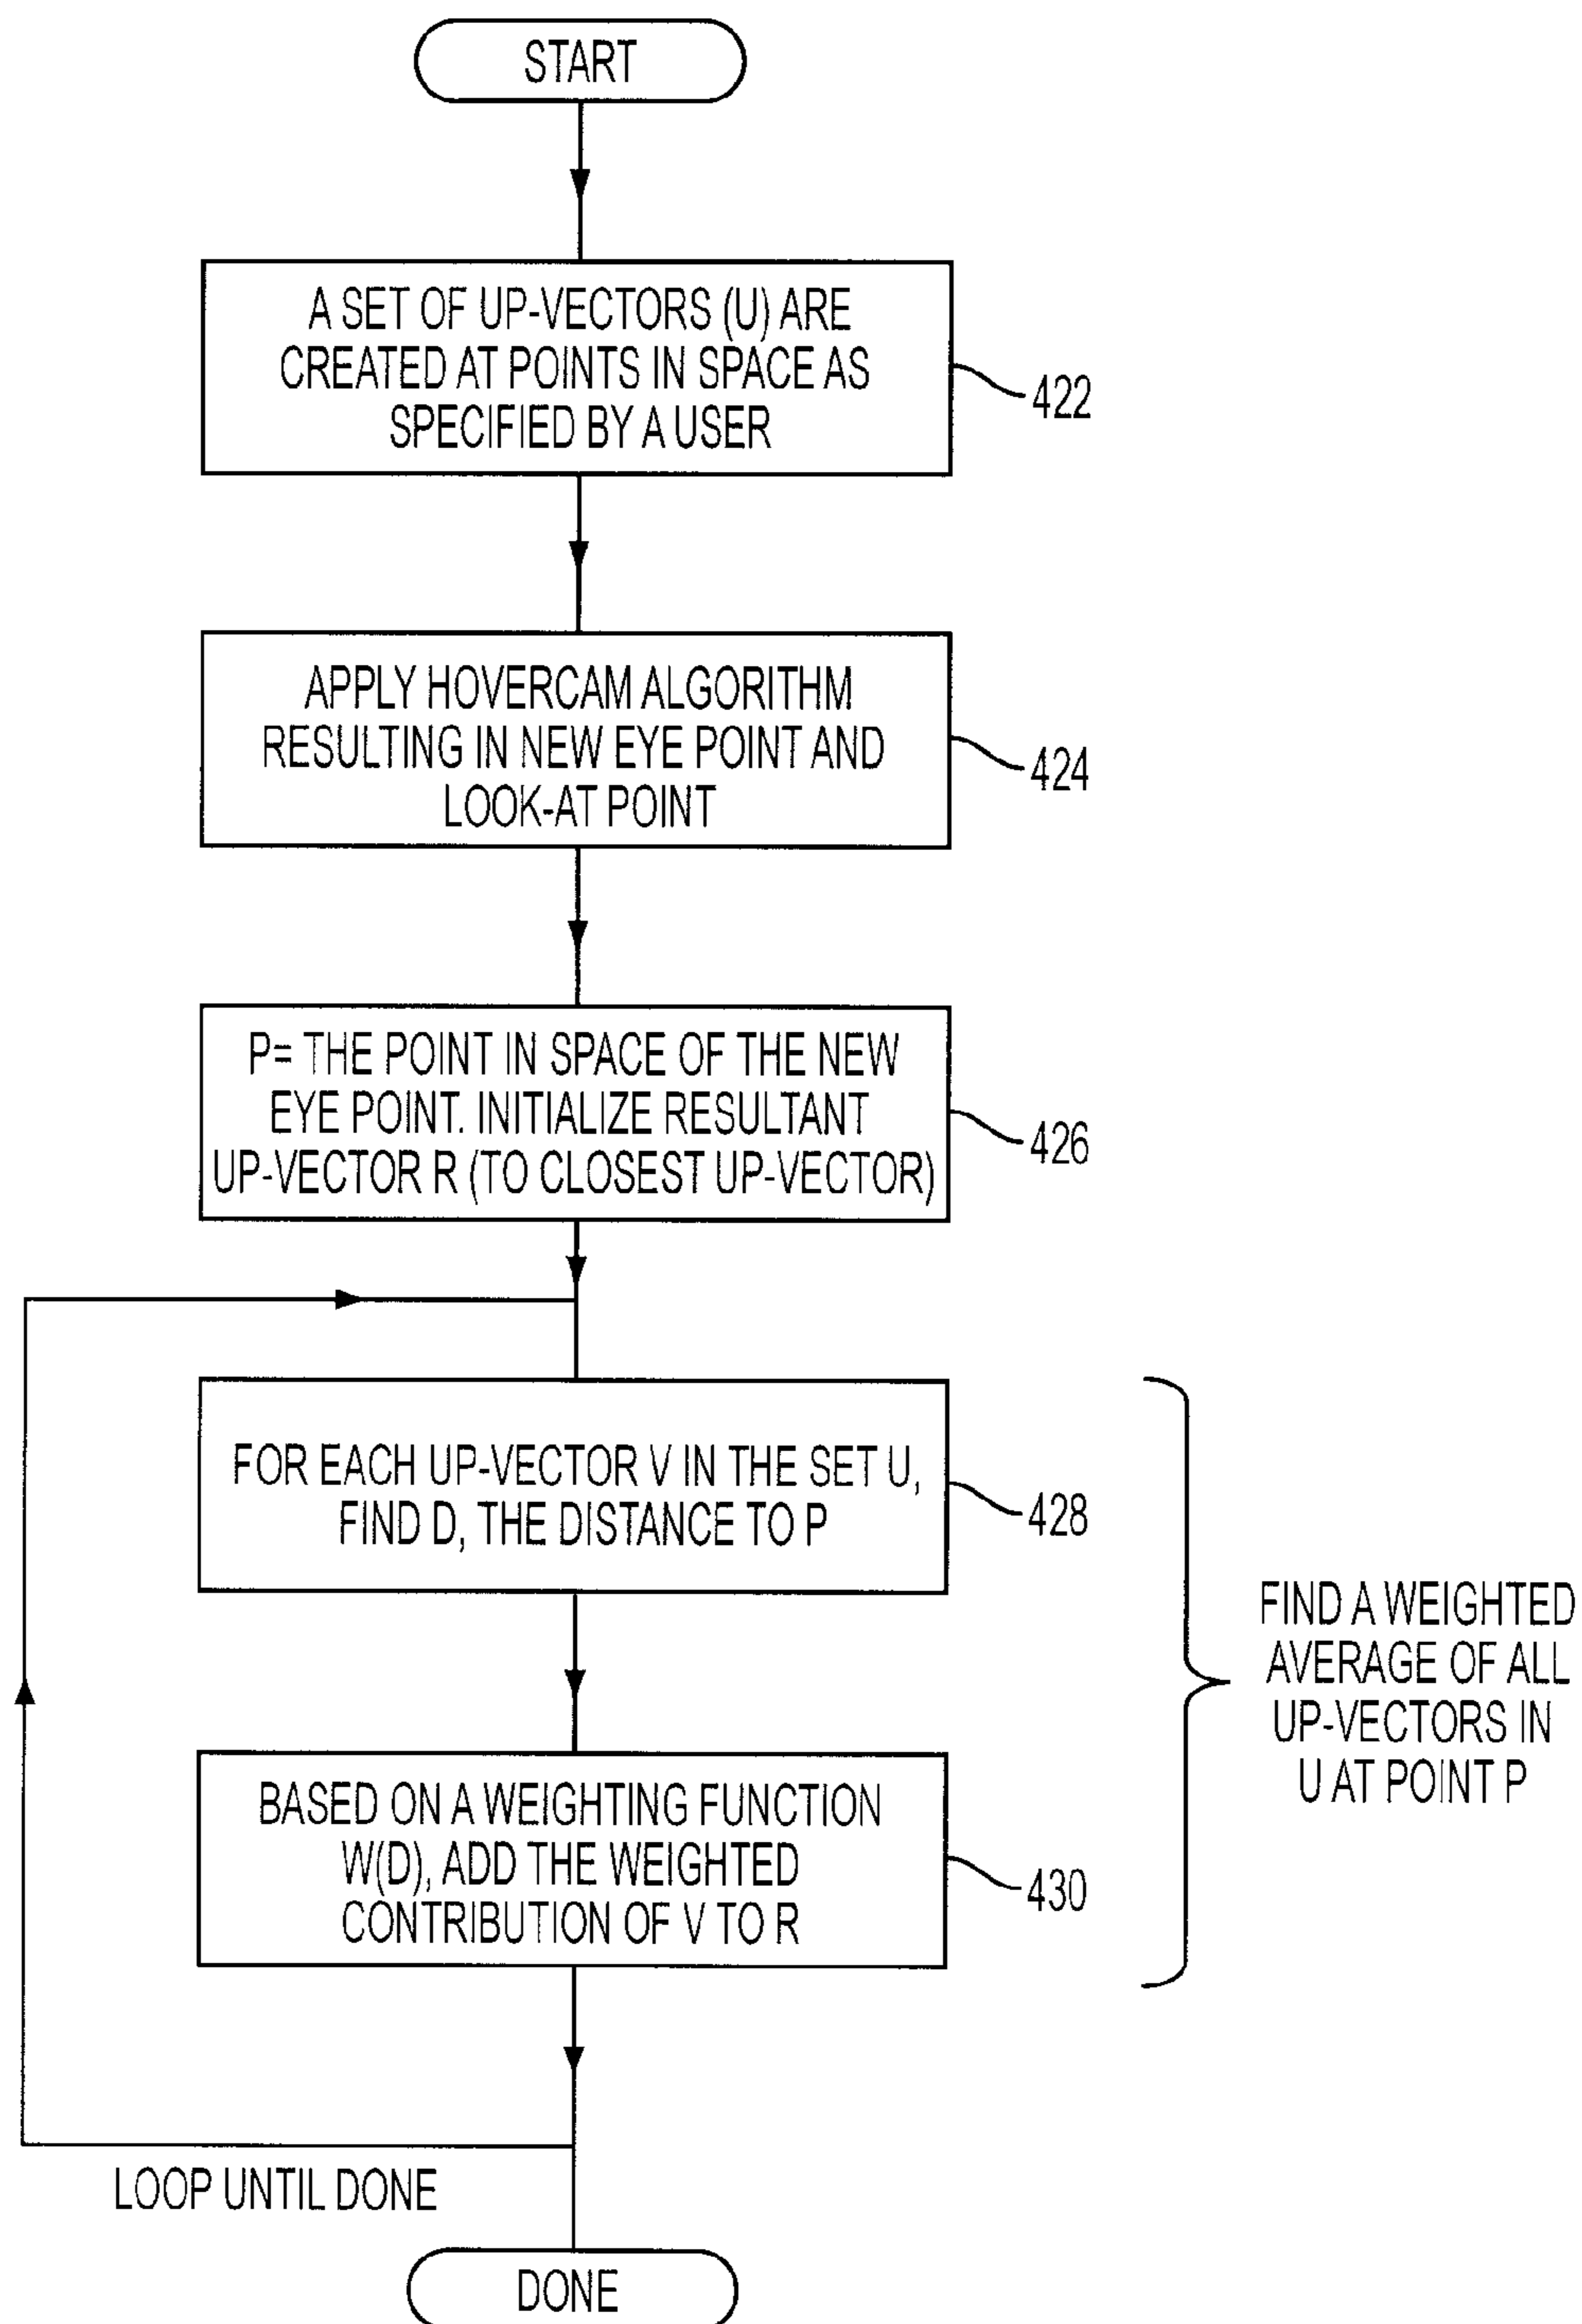 START
A SET OF UP-VECTORS (U) ARE
CREATED AT POINTS IN SPACE AS
SPECIFIED BY A USER
422
APPLY HOVERCAM ALGORITHM
RESULTING IN NEW EYE POINT AND
LOOK-AT POINT
424
P= THE POINT IN SPACE OF THE NEW
EYE POINT. INITIALIZE RESULTANT
UP-VECTOR R (TO CLOSEST UP-VECTOR)
426
FOR EACH UP-VECTOR V IN THE SET U,
FIND D, THE DISTANCE TO P
428
BASED ON A WEIGHTING FUNCTION
W(D), ADD THE WEIGHTED
CONTRIBUTION OF V TO R
430
FIND A WEIGHTED
AVERAGE OF ALL
UP-VECTORS IN
U AT POINT P
LOOP UNTIL DONE
DONE